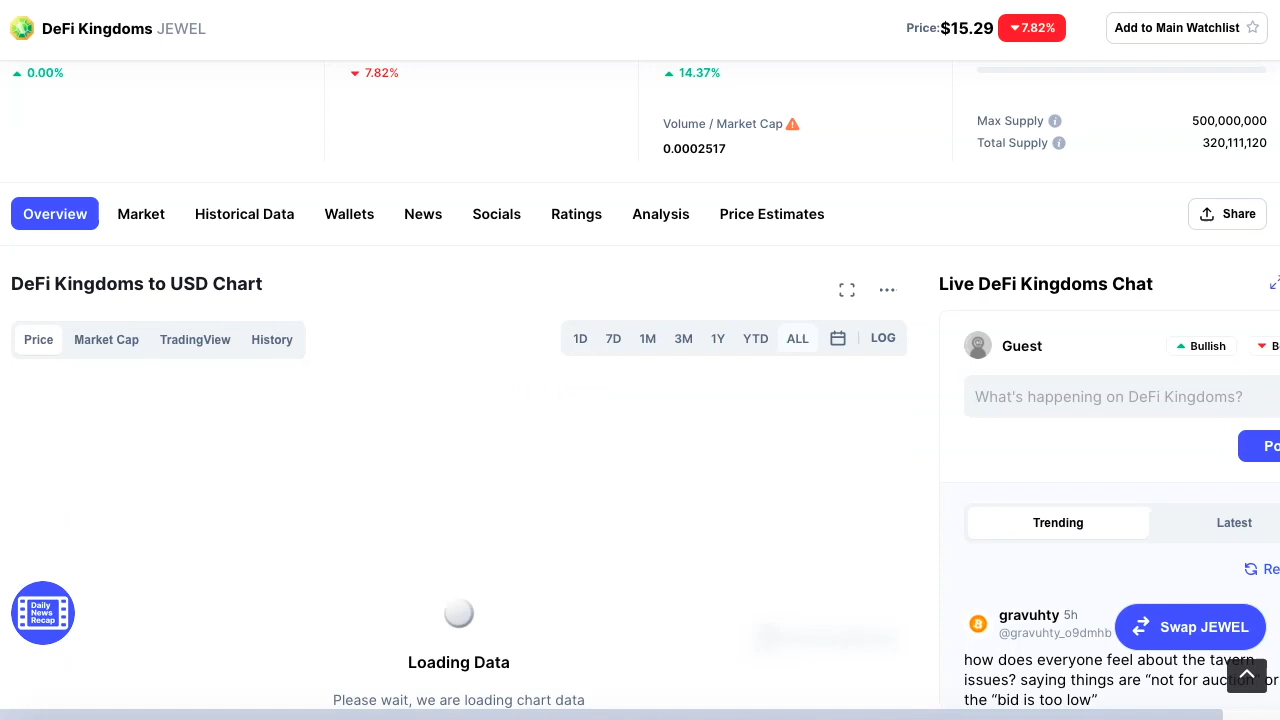 DeFi Kingdoms JEWEL
Price: $15.29 7.82%
Add to Main Watchlist
0.00%
7.82%
14.37%
Volume / Market Cap
0.0002517
Max Supply 500,000,000
Total Supply 320,111,120
Overview Market Historical Data Wallets News Socials Ratings Analysis Price Estimates
Share
DeFi Kingdoms to USD Chart
Price Market Cap TradingView History
1D 7D 1M 3M 1Y YTD ALL LOG
Loading Data
Please wait, we are loading chart data
Daily
News
Recap
Live DeFi Kingdoms Chat
Guest
Bullish B
What's happening on DeFi Kingdoms?
Po
Trending Latest
Re
gravuhty 5h
@gravuhty_o9dmhb
Swap JEWEL
how does everyone feel about the tavern
issues? saying things are “not for auction” or
the “bid is too low”